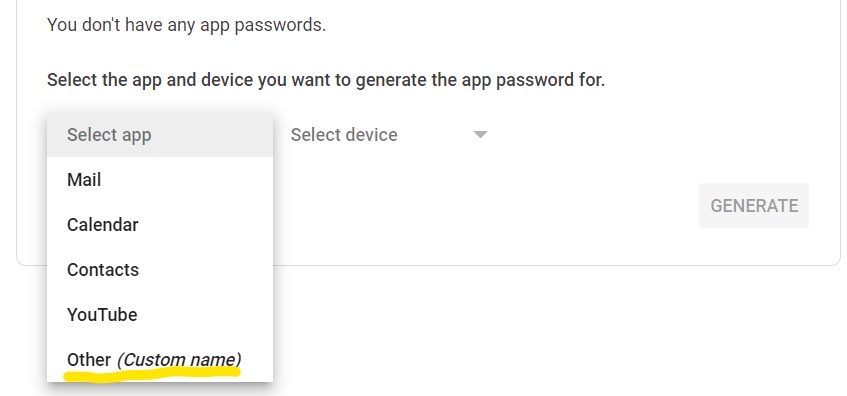 You don't have any app passwords.
Select the app and device you want to generate the app password for.
Select app
Select device
Mail
Calendar
Contacts
YouTube
Other (Custom name)
GENERATE